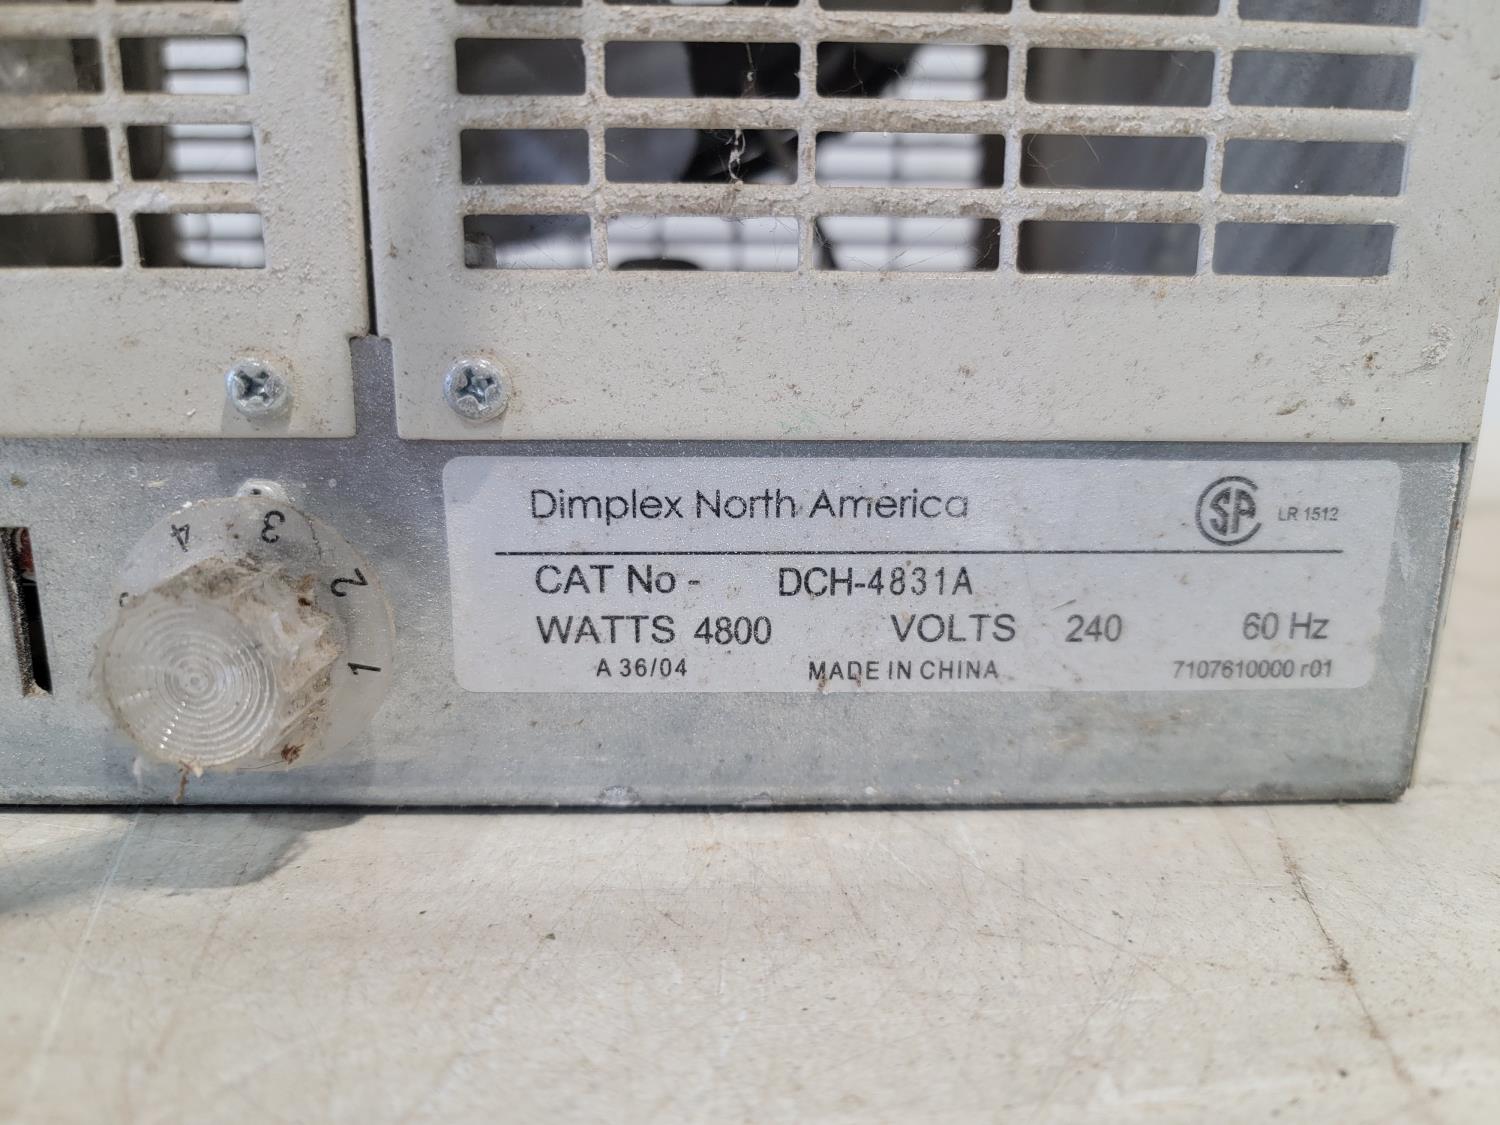 Dimplex North America
SA LR 1512
CAT No - DCH-4831A
WATTS 4800 VOLTS 240 60 Hz
A 36/04 MADE IN CHINA 7107610000 r01
4
3
2
1